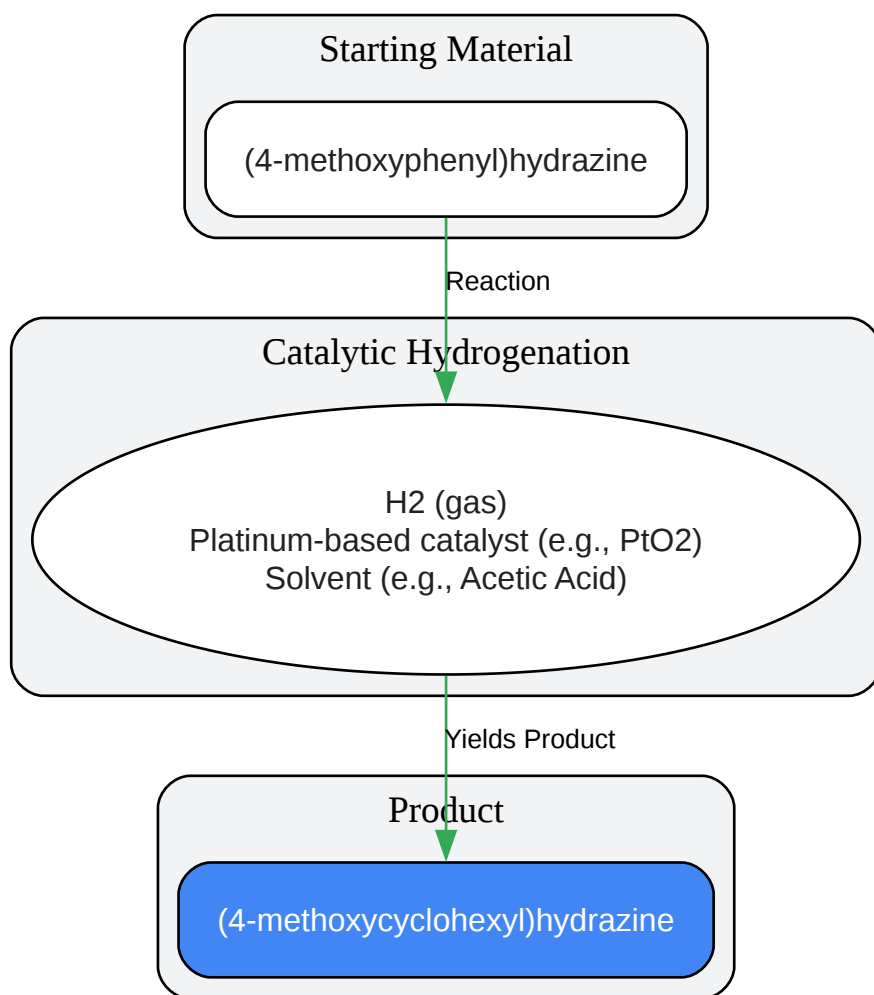 Starting Material
(4-methoxyphenyl)hydrazine
Reaction
Catalytic Hydrogenation
H2 (gas)
Platinum-based catalyst (e.g., PtO2)
Solvent (e.g., Acetic Acid)
Yields Product
Product
(4-methoxycyclohexyl)hydrazine